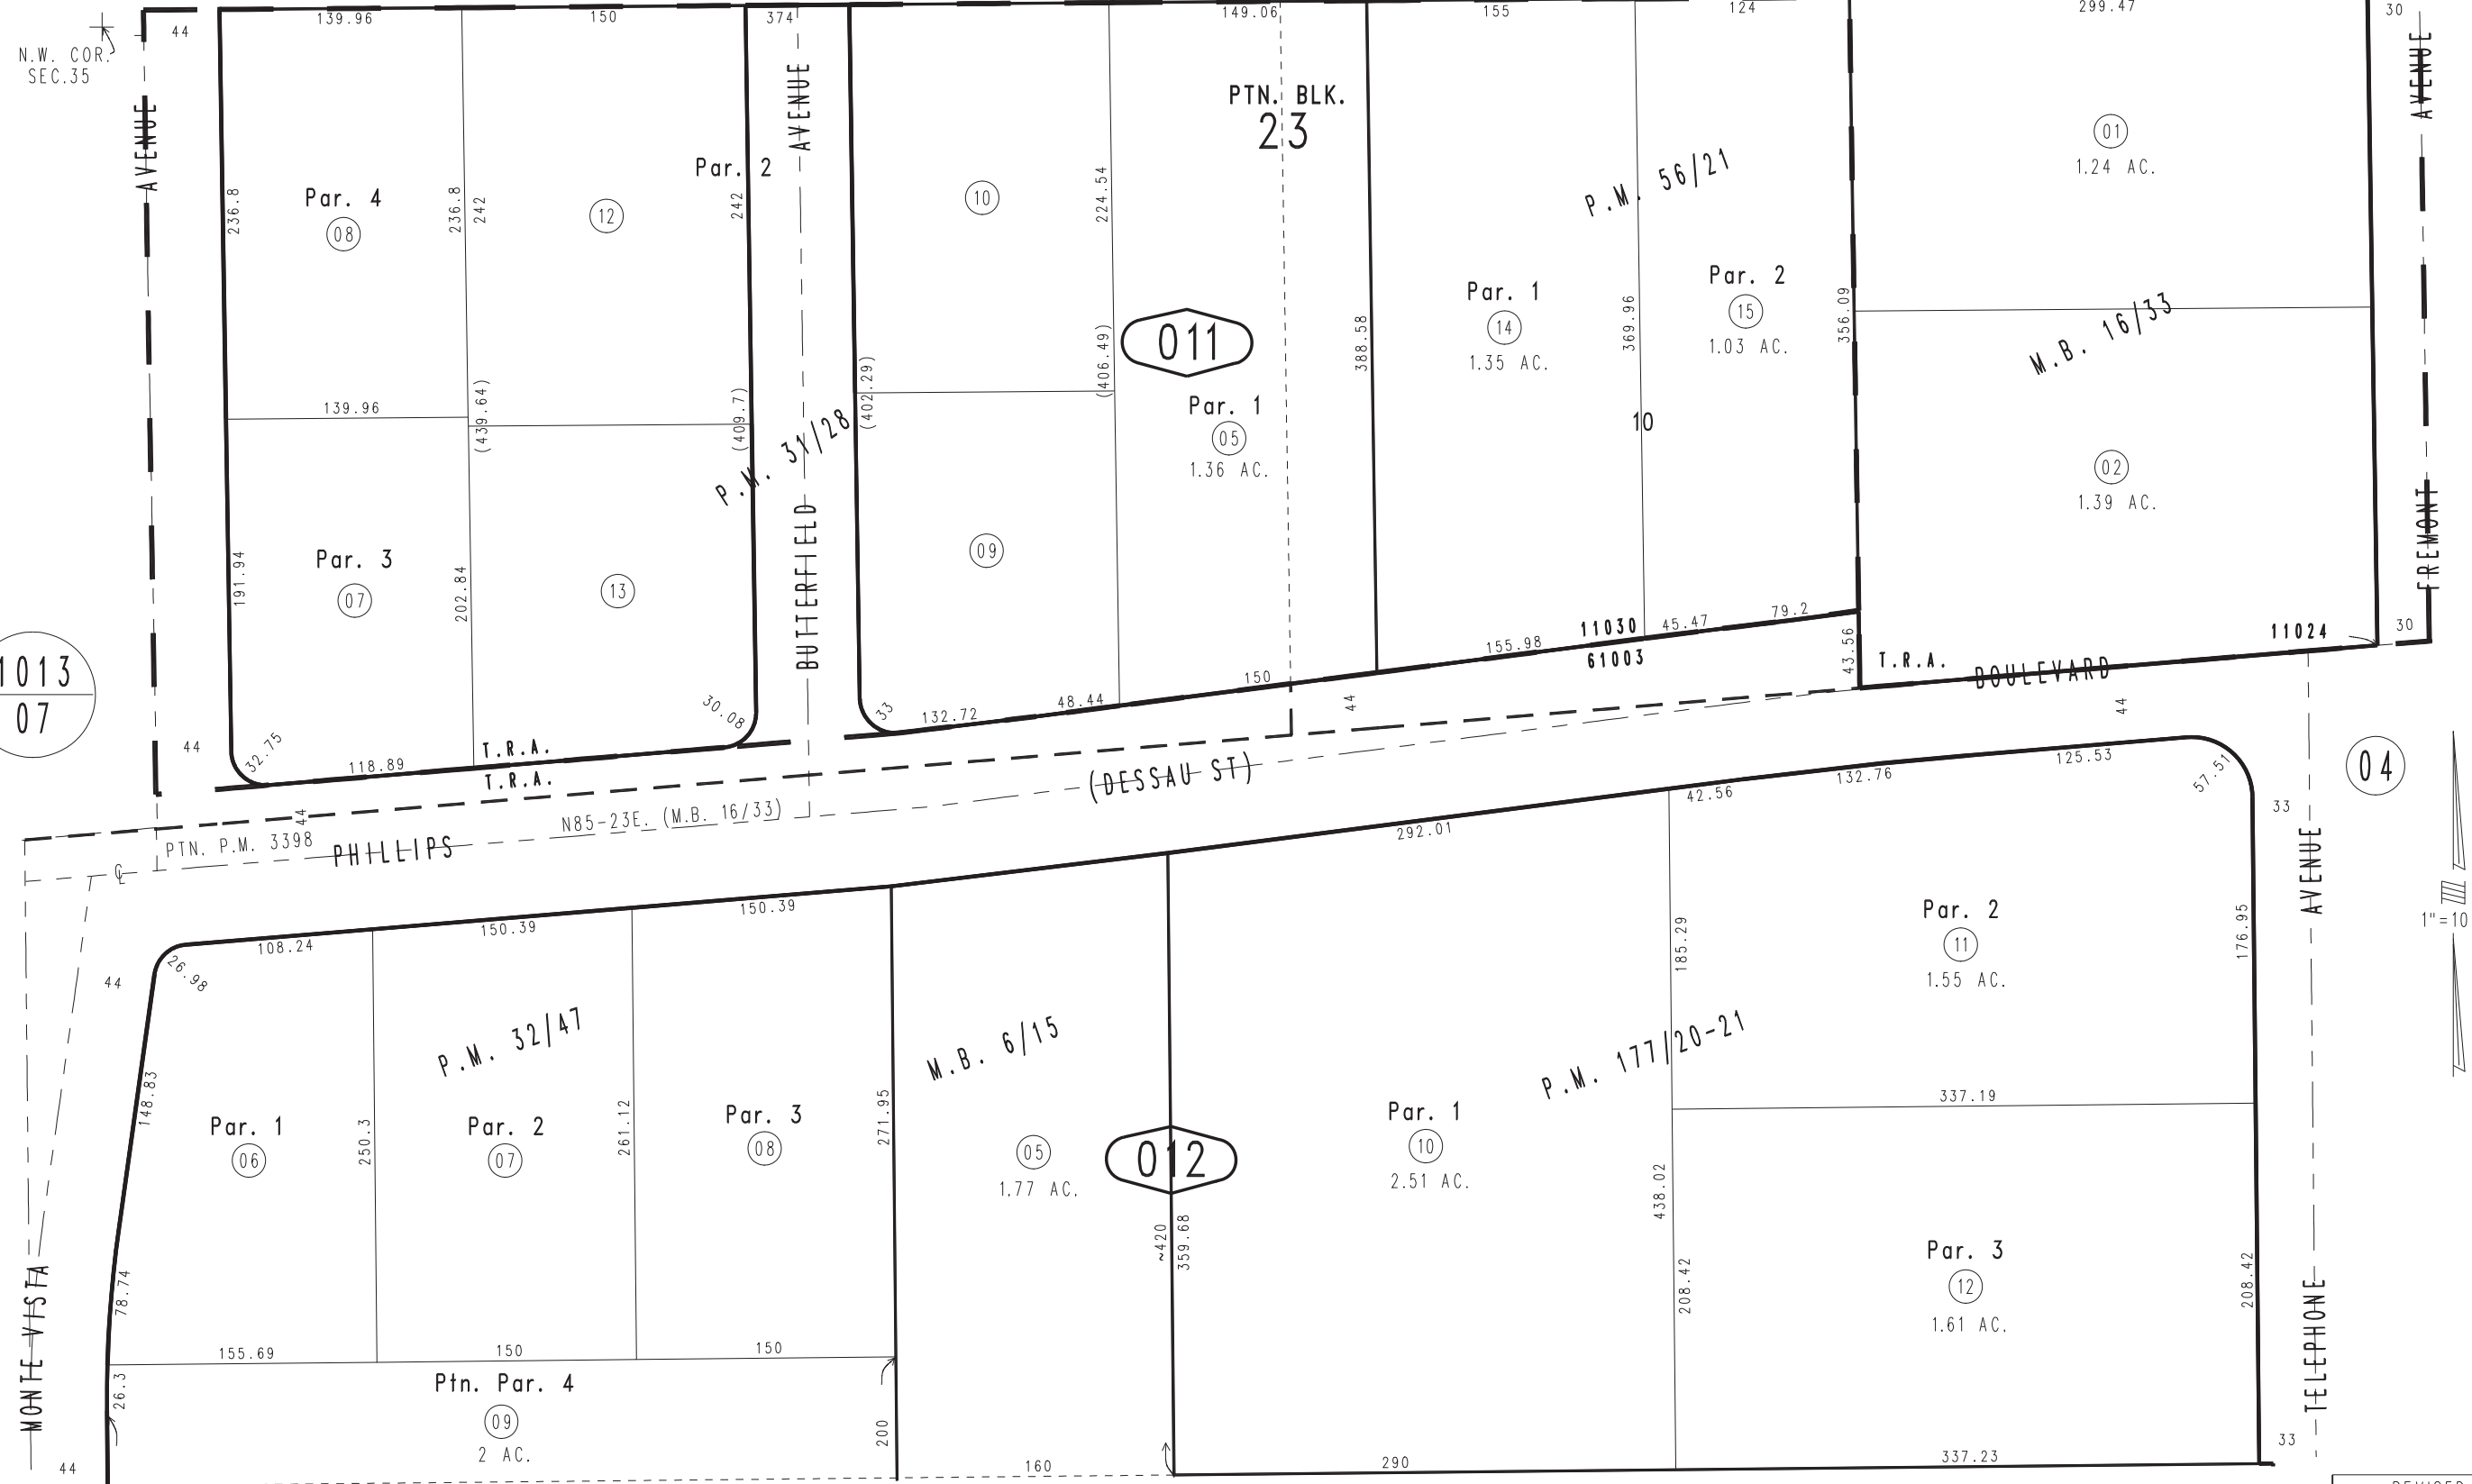 139.96
150
374
149.06
155
124
299.47
30
44
N.W. COR.
SEC.35
AVENUE
AVENUE
AVENUE
PTN. BLK.
23
Par. 4
08
236.8
236.8
242
12
Par. 2
242
10
224.54
P.M. 56/21
01
1.24 AC.
Par. 1
14
1.35 AC.
369.96
Par. 2
15
1.03 AC.
356.09
M.B. 16/33
011
388.58
(402.29)
(406.49)
Par. 1
05
1.36 AC.
10
139.96
(439.64)
(409.7)
P.M. 31/28
02
1.39 AC.
FREMONT
BUTTERFIELD
09
Par. 3
07
191.94
202.84
13
1013
07
44
32.75
118.89
T.R.A.
T.R.A.
30.08
33
132.72
48.44
150
155.98
11030
61003
45.47
79.2
43.56
T.R.A.
BOULEVARD
11024
30
44
44
44
(DESSAU ST)
N85-23E. (M.B. 16/33)
PTN. P.M. 3398
PHILLIPS
04
125.53
132.76
57.51
42.56
292.01
33
AVENUE
1"=10
150.39
150.39
108.24
26.98
44
Par. 2
11
1.55 AC.
185.29
176.95
P.M. 32/47
M.B. 6/15
P.M. 177/20-21
148.83
Par. 1
06
250.3
Par. 2
07
261.12
Par. 3
08
271.95
05
1.77 AC.
012
Par. 1
10
2.51 AC.
337.19
438.02
~420
359.68
208.42
Par. 3
12
1.61 AC.
208.42
78.74
MONTE VISTA
TELEPHONE
155.69
150
150
26.3
Ptn. Par. 4
09
2 AC.
200
44
160
290
337.23
33